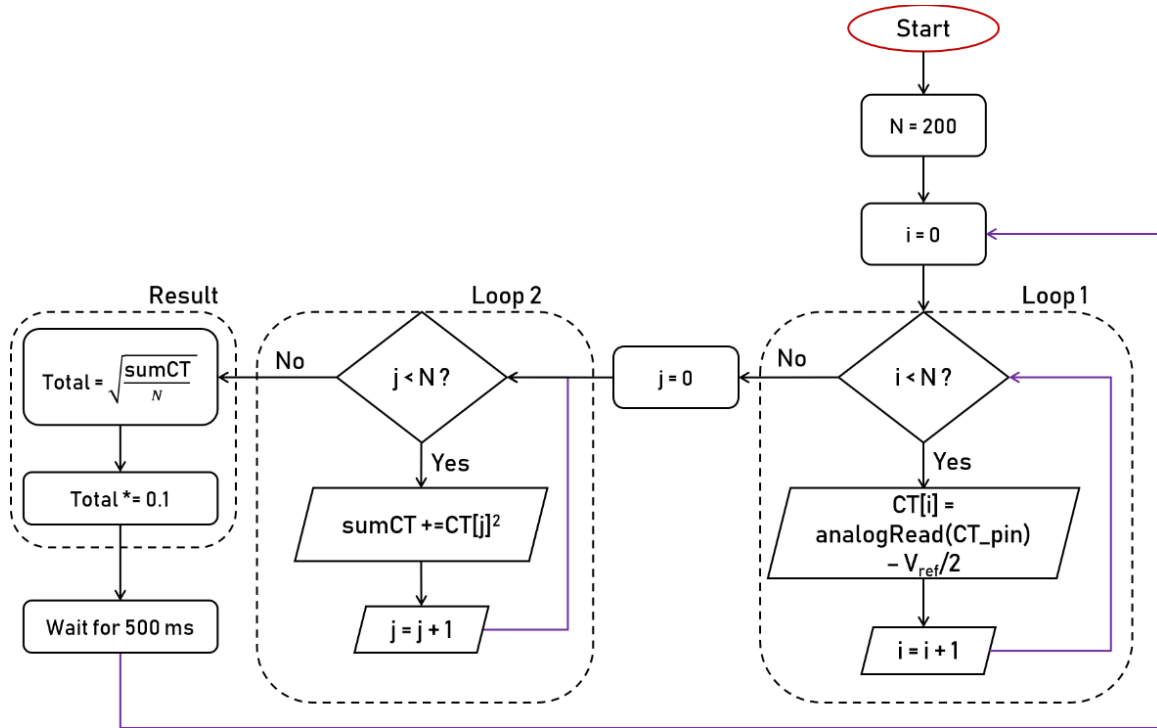 Start
N = 200
i = 0
Loop 1
i < N ?
No
Yes
CT[i] =
analogRead(CT_pin)
– Vref/2
i = i + 1
j = 0
Loop 2
j < N ?
No
Yes
sumCT +=CT[j]²
j = j + 1
Result
Total = √(sumCT/N)
Total *= 0.1
Wait for 500 ms